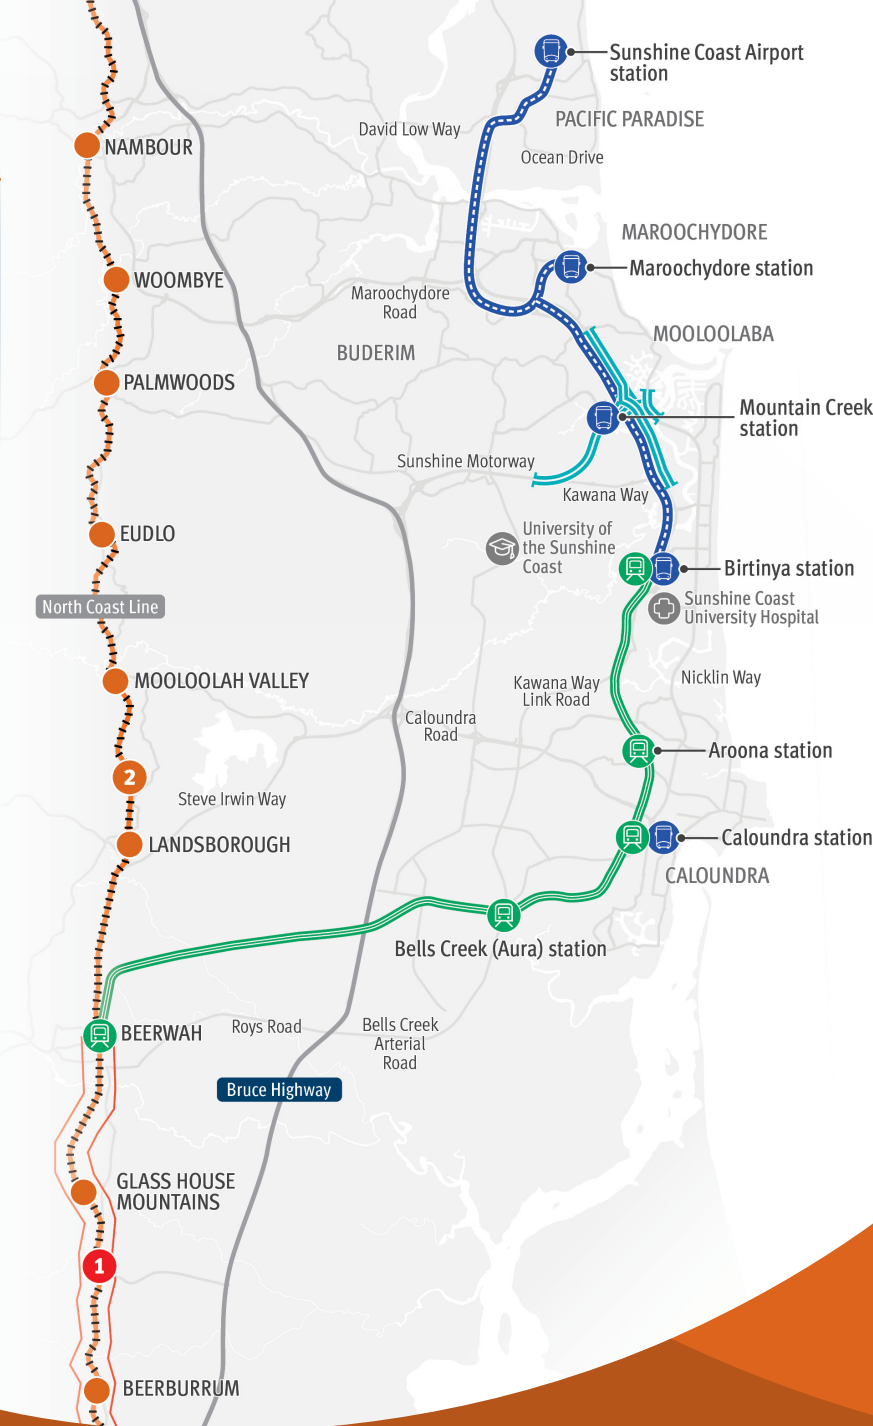 Sunshine Coast Airport
station
PACIFIC PARADISE
David Low Way
NAMBOUR
Ocean Drive
MAROOCHYDORE
Maroochydore station
WOOMBYE
Maroochydore
Road
MOOLOOLABA
BUDERIM
PALMWOODS
Mountain Creek
station
Sunshine Motorway
Kawana Way
EUDLO
University of
the Sunshine
Coast
Birtinya station
North Coast Line
Sunshine Coast
University Hospital
MOOLOOLAH VALLEY
Kawana Way
Link Road
Nicklin Way
Caloundra
Road
Aroona station
2
Steve Irwin Way
LANDSBOROUGH
Caloundra station
CALOUNDRA
Bells Creek (Aura) station
BEERWAH
Roys Road
Bells Creek
Arterial
Road
Bruce Highway
GLASS HOUSE
MOUNTAINS
1
BEERBURRUM